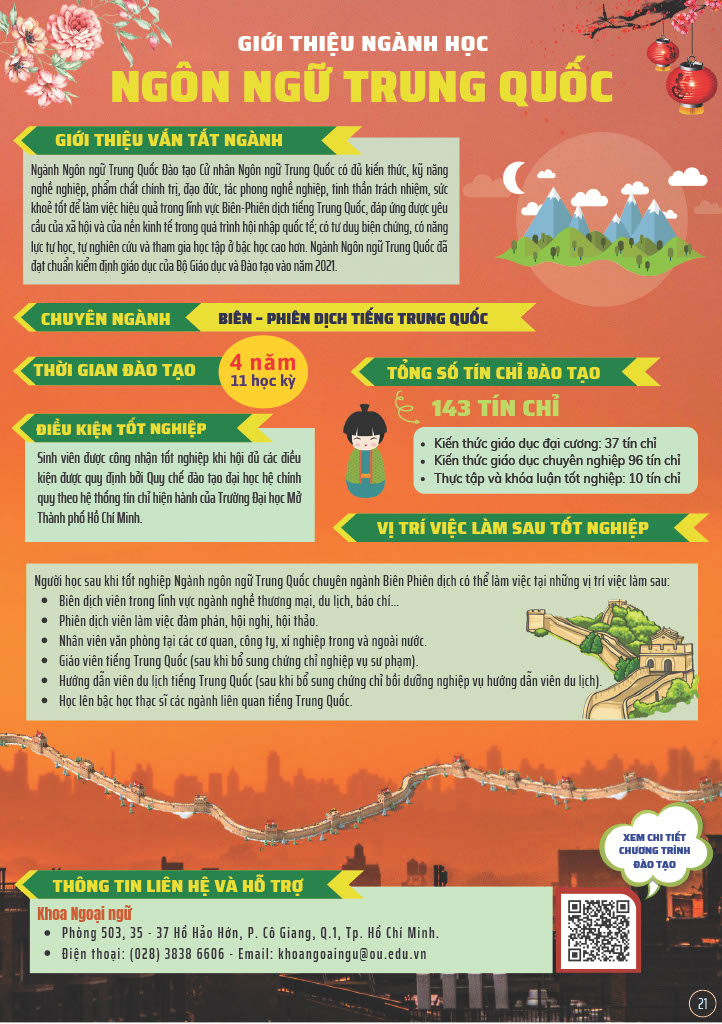 GIỚI THIỆU NGÀNH HỌC
NGÔN NGỮ TRUNG QUỐC
GIỚI THIỆU VẮN TẮT NGÀNH
Ngành Ngôn ngữ Trung Quốc Đào tạo Cử nhân Ngôn ngữ Trung Quốc có đủ kiến thức, kỹ năng
nghề nghiệp, phẩm chất chính trị, đạo đức, tác phong nghề nghiệp, tinh thần trách nhiệm, sức
khoẻ tốt để làm việc hiệu quả trong lĩnh vực Biên-Phiên dịch tiếng Trung Quốc, đáp ứng được yêu
cầu của xã hội và của nền kinh tế trong quá trình hội nhập quốc tế; có tư duy biện chứng, có năng
lực tự học, tự nghiên cứu và tham gia học tập ở bậc học cao hơn. Ngành Ngôn ngữ Trung Quốc đã
đạt chuẩn kiểm định giáo dục của Bộ Giáo dục và Đào tạo vào năm 2021.
CHUYÊN NGÀNH
BIÊN – PHIÊN DỊCH TIẾNG TRUNG QUỐC
THỜI GIAN ĐÀO TẠO
4 năm
11 học kỳ
TỔNG SỐ TÍN CHỈ ĐÀO TẠO
143 TÍN CHỈ
• Kiến thức giáo dục đại cương: 37 tín chỉ
• Kiến thức giáo dục chuyên nghiệp 96 tín chỉ
• Thực tập và khóa luận tốt nghiệp: 10 tín chỉ
ĐIỀU KIỆN TỐT NGHIỆP
Sinh viên được công nhận tốt nghiệp khi hội đủ các điều
kiện được quy định bởi Quy chế đào tạo đại học hệ chính
quy theo hệ thống tín chỉ hiện hành của Trường Đại học Mở
Thành phố Hồ Chí Minh.
VỊ TRÍ VIỆC LÀM SAU TỐT NGHIỆP
Người học sau khi tốt nghiệp Ngành ngôn ngữ Trung Quốc chuyên ngành Biên Phiên dịch có thể làm việc tại những vị trí việc làm sau:
• Biên dịch viên trong lĩnh vực ngành nghề thương mại, du lịch, báo chí...
• Phiên dịch viên làm việc đàm phán, hội nghị, hội thảo.
• Nhân viên văn phòng tại các cơ quan, công ty, xí nghiệp trong và ngoài nước.
• Giáo viên tiếng Trung Quốc (sau khi bổ sung chứng chỉ nghiệp vụ sư phạm).
• Hướng dẫn viên du lịch tiếng Trung Quốc (sau khi bổ sung chứng chỉ bồi dưỡng nghiệp vụ hướng dẫn viên du lịch).
• Học lên bậc học thạc sĩ các ngành liên quan tiếng Trung Quốc.
XEM CHI TIẾT
CHƯƠNG TRÌNH
ĐÀO TẠO
THÔNG TIN LIÊN HỆ VÀ HỖ TRỢ
Khoa Ngoại ngữ
• Phòng 503, 35 - 37 Hồ Hảo Hớn, P. Cô Giang, Q.1, Tp. Hồ Chí Minh.
• Điện thoại: (028) 3838 6606 - Email: khoangoaingu@ou.edu.vn
21